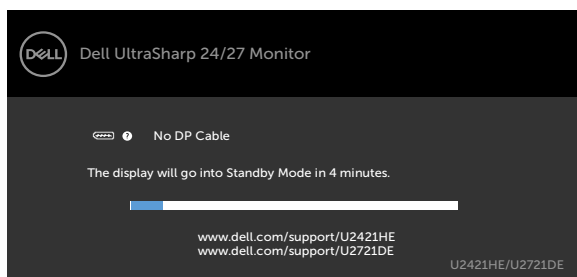 DELL
Dell UltraSharp 24/27 Monitor
? No DP Cable
The display will go into Standby Mode in 4 minutes.
www.dell.com/support/U2421HE
www.dell.com/support/U2721DE
U2421HE/U2721DE